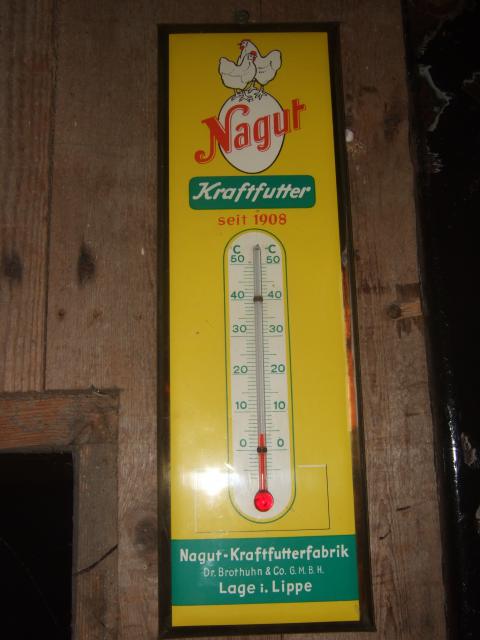 Nagut
Kraftfutter
seit 1908
C C
50 50
40 40
30 30
20 20
10 10
0 0
Nagut-Kraftfutterfabrik
Dr. Brothuhn & Co. G.M.B.H.
Lage i. Lippe